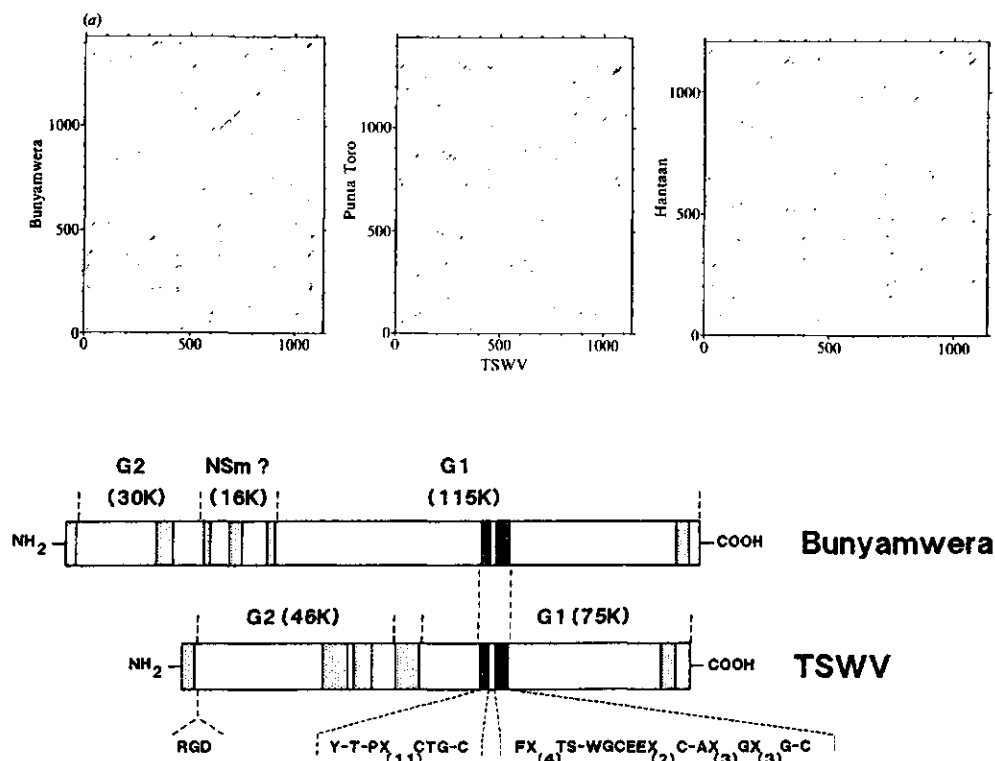 (a)
Bunyamwera
1000
500
0
0 500 1000
Punta Toro
1000
500
0
0 500 1000
TSWV
Hantaan
1000
500
0
0 500 1000
G2 NSm ? G1
(30K) (16K) (115K)
NH2 COOH Bunyamwera
G2 (46K) G1 (75K)
NH2 COOH TSWV
RGD Y-T-PX(11)CTG-C FX(4)TS-WGCEEX(2)C-AX(3)GX(3)G-C